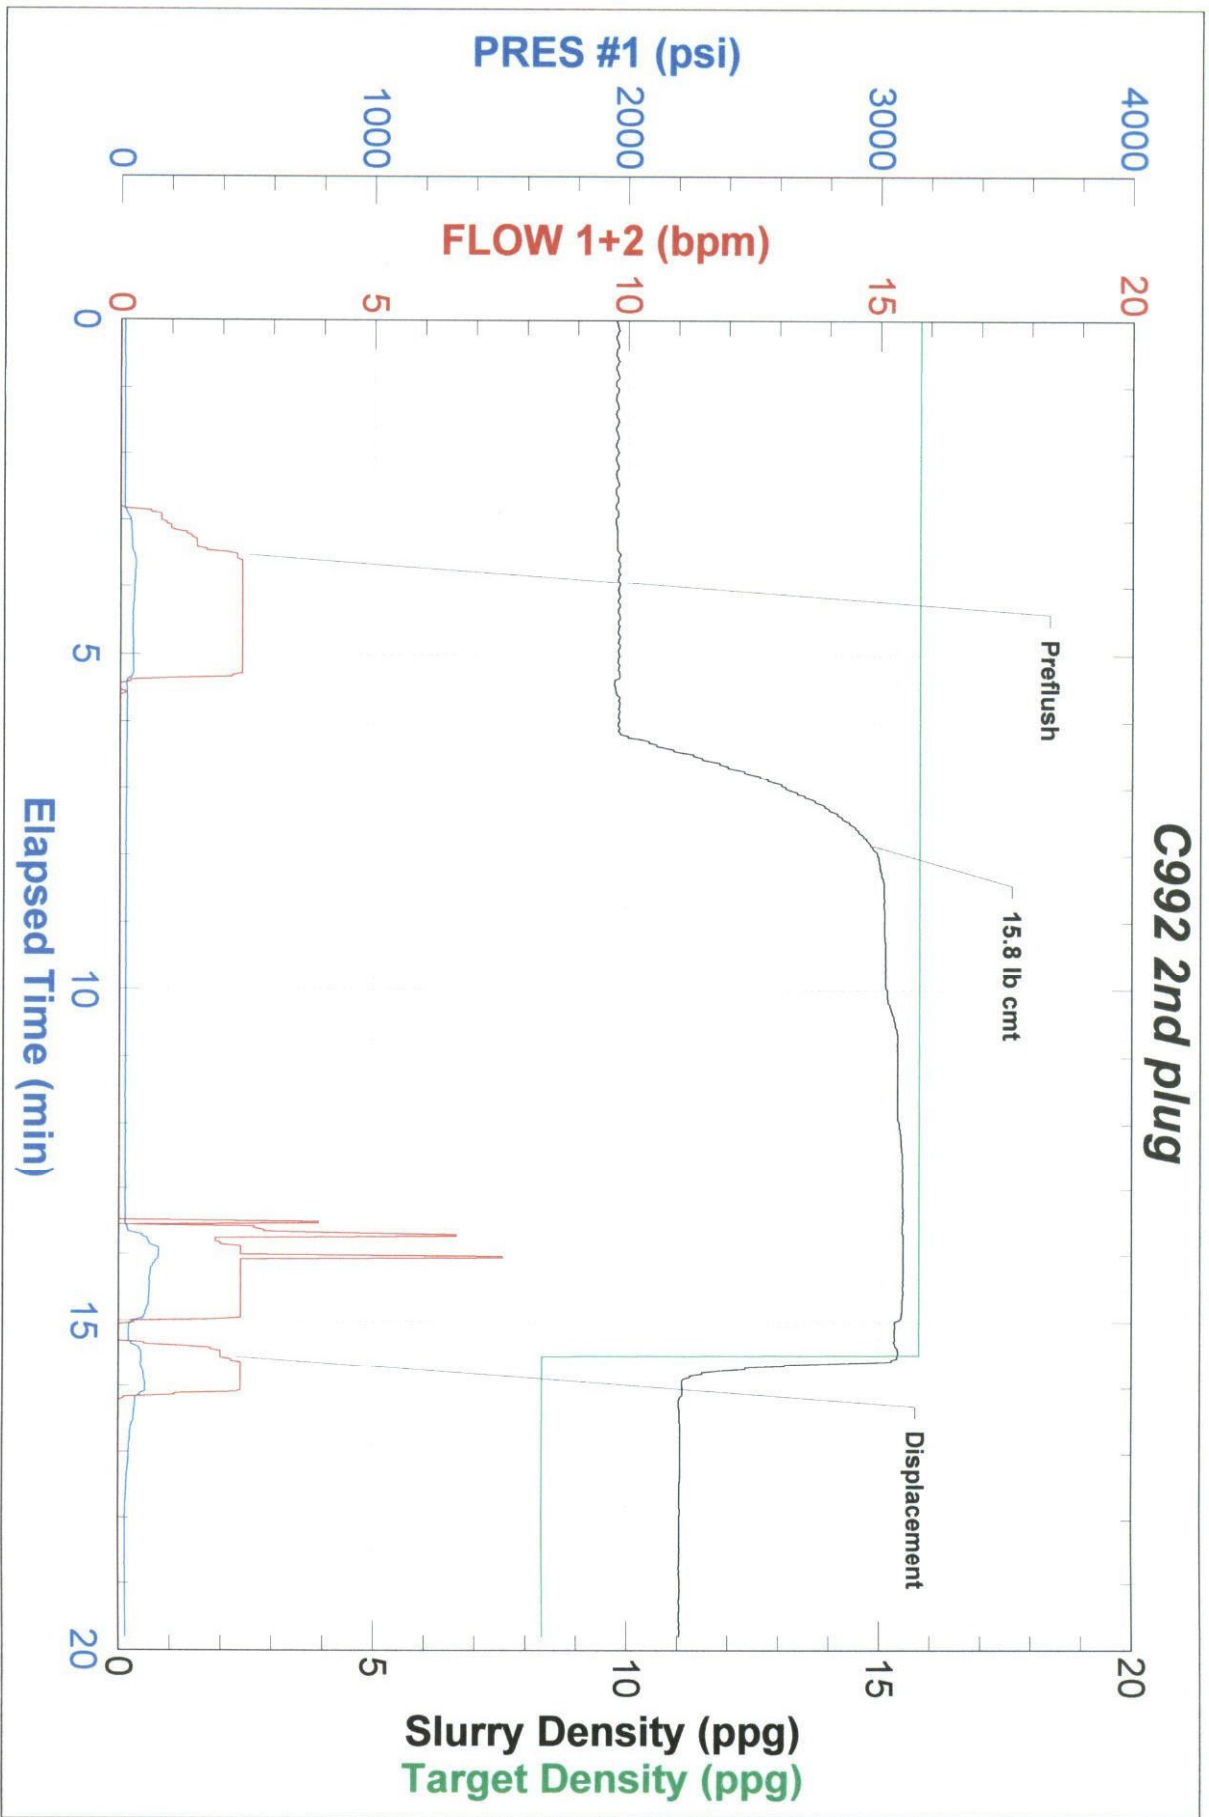 C992 2nd plug
PRES #1 (psi)
0
1000
2000
3000
4000
FLOW 1+2 (bpm)
0
5
10
15
20
Preflush
15.8 lb cmt
Displacement
0
5
10
15
20
Elapsed Time (min)
0
5
10
15
20
Slurry Density (ppg)
Target Density (ppg)